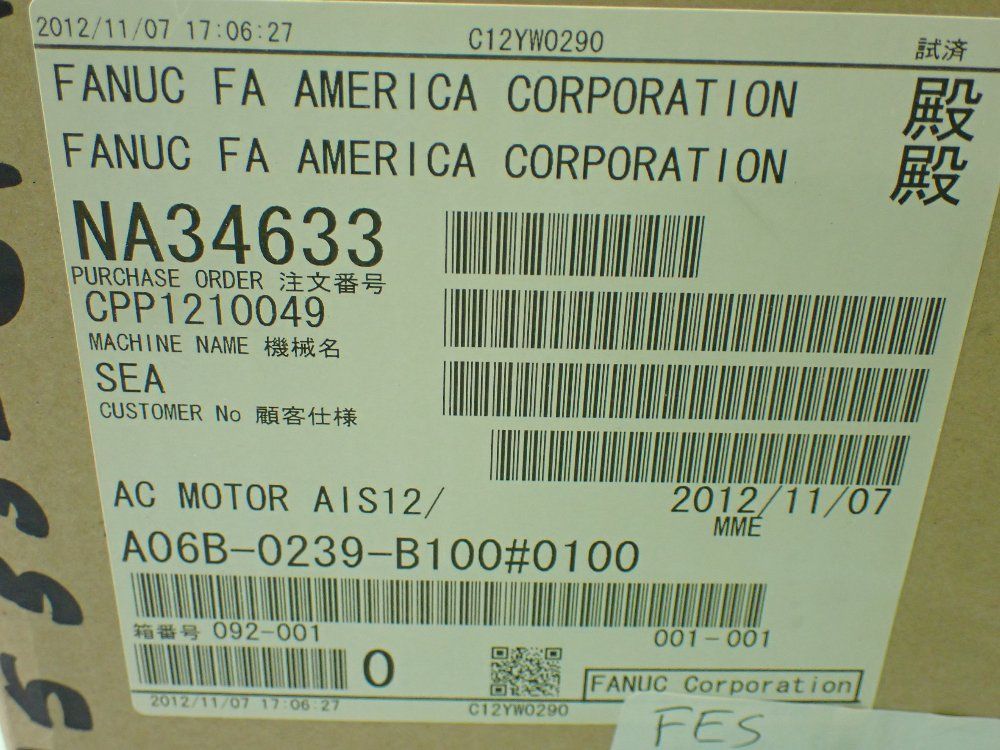 2012/11/07 17:06:27 C12YW0290 試済
FANUC FA AMERICA CORPORATION 殿
FANUC FA AMERICA CORPORATION 殿
NA34633
PURCHASE ORDER 注文番号
CPP1210049
MACHINE NAME 機械名
SEA
CUSTOMER No 顧客仕様
AC MOTOR AIS12/ 2012/11/07
MME
A06B-0239-B100#0100
箱番号 092-001 001-001
0
FANUC Corporation
2012/11/07 17:06:27 C12YW0290
FES